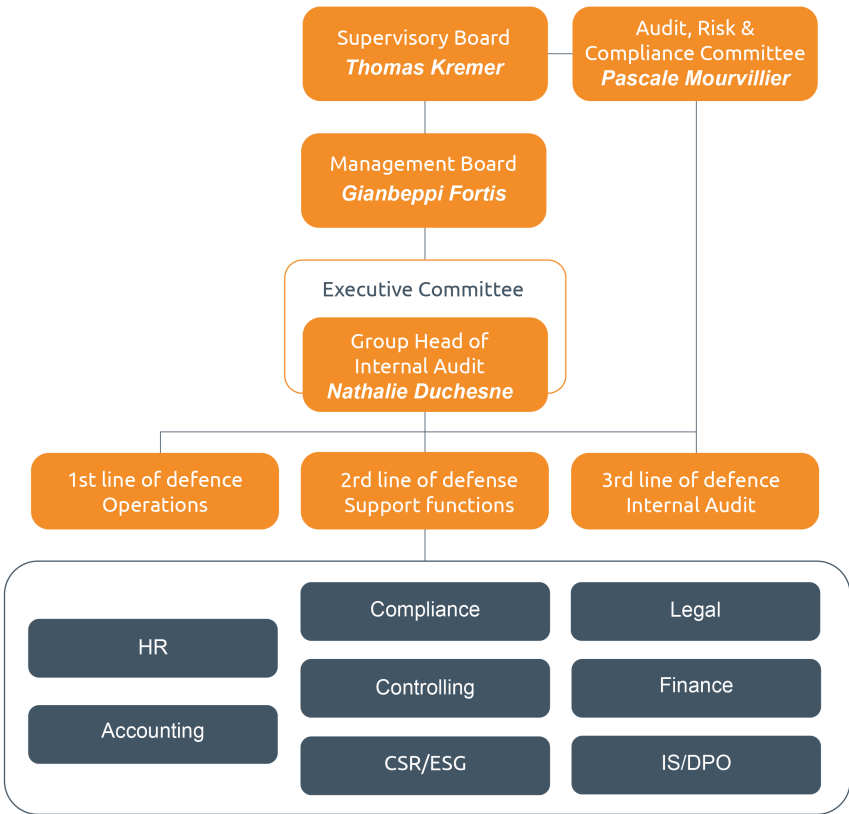 Supervisory Board
Thomas Kremer
Audit, Risk &
Compliance Committee
Pascale Mourvillier
Management Board
Gianbeppi Fortis
Executive Committee
Group Head of
Internal Audit
Nathalie Duchesne
1st line of defence
Operations
2rd line of defense
Support functions
3rd line of defence
Internal Audit
HR
Accounting
Compliance
Controlling
CSR/ESG
Legal
Finance
IS/DPO